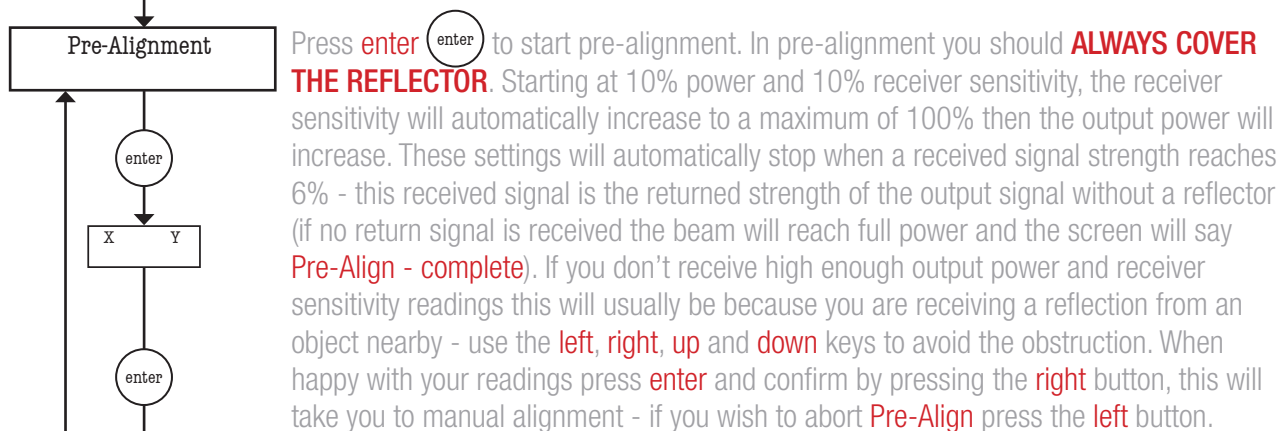 Pre-Alignment
enter
X Y
enter
Press enter enter to start pre-alignment. In pre-alignment you should ALWAYS COVER
THE REFLECTOR. Starting at 10% power and 10% receiver sensitivity, the receiver
sensitivity will automatically increase to a maximum of 100% then the output power will
increase. These settings will automatically stop when a received signal strength reaches
6% - this received signal is the returned strength of the output signal without a reflector
(if no return signal is received the beam will reach full power and the screen will say
Pre-Align - complete). If you don't receive high enough output power and receiver
sensitivity readings this will usually be because you are receiving a reflection from an
object nearby - use the left, right, up and down keys to avoid the obstruction. When
happy with your readings press enter and confirm by pressing the right button, this will
take you to manual alignment - if you wish to abort Pre-Align press the left button.